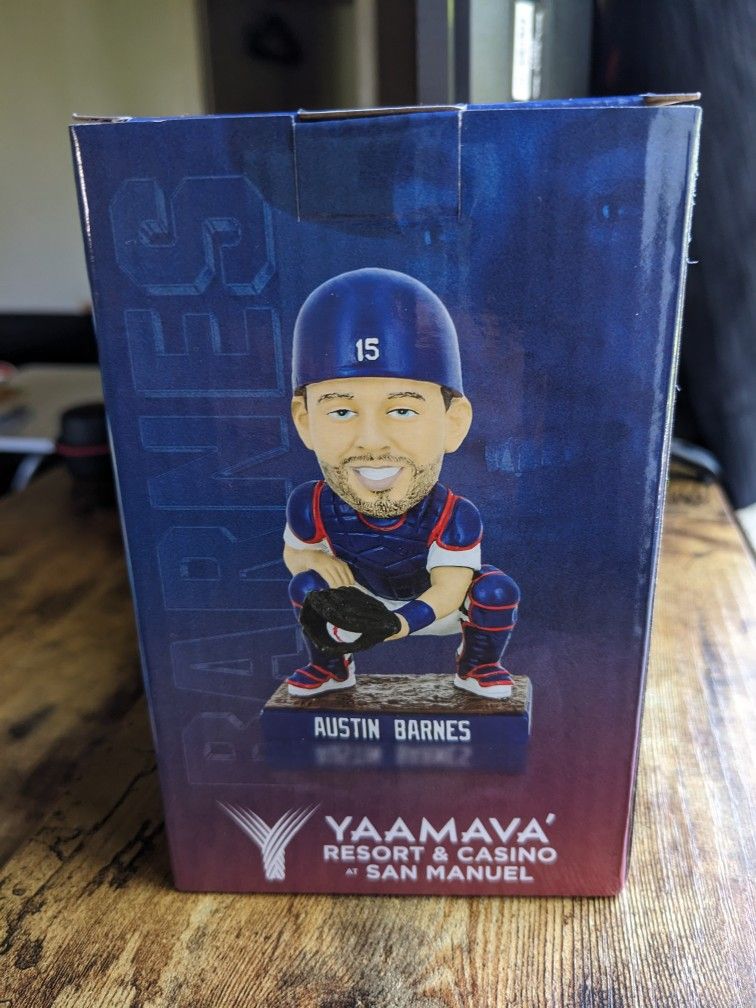 BARNES
15
AUSTIN BARNES
YAAMAVA'
RESORT & CASINO
AT SAN MANUEL